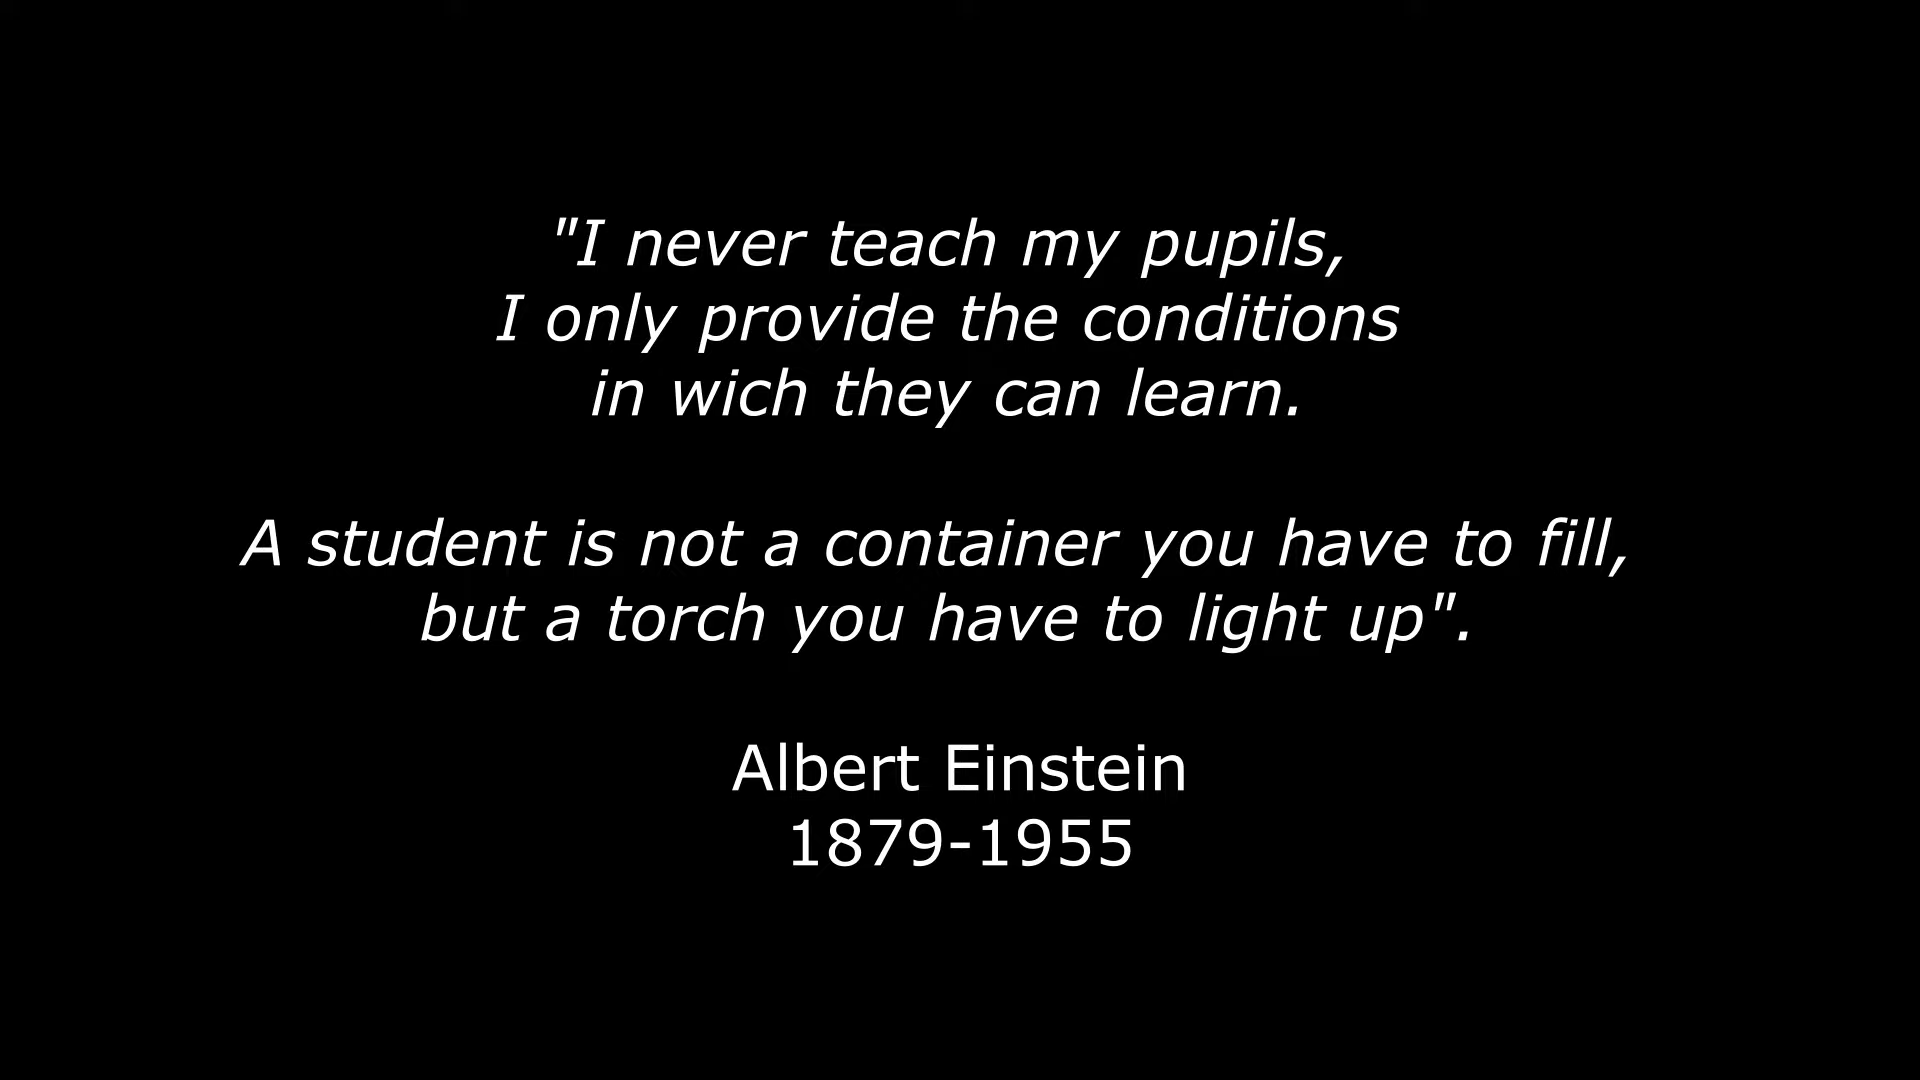 "I never teach my pupils,
I only provide the conditions
in wich they can learn.
A student is not a container you have to fill,
but a torch you have to light up".
Albert Einstein
1879-1955